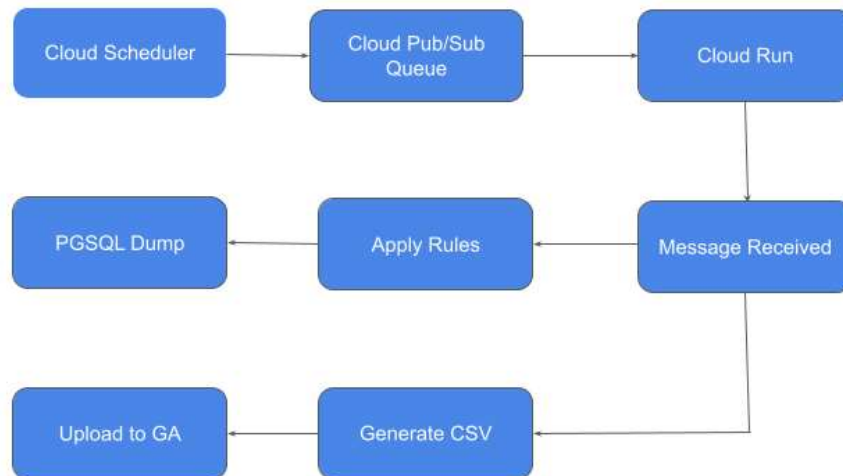 Cloud Scheduler
Cloud Pub/Sub
Queue
Cloud Run
PGSQL Dump
Apply Rules
Message Received
Upload to GA
Generate CSV